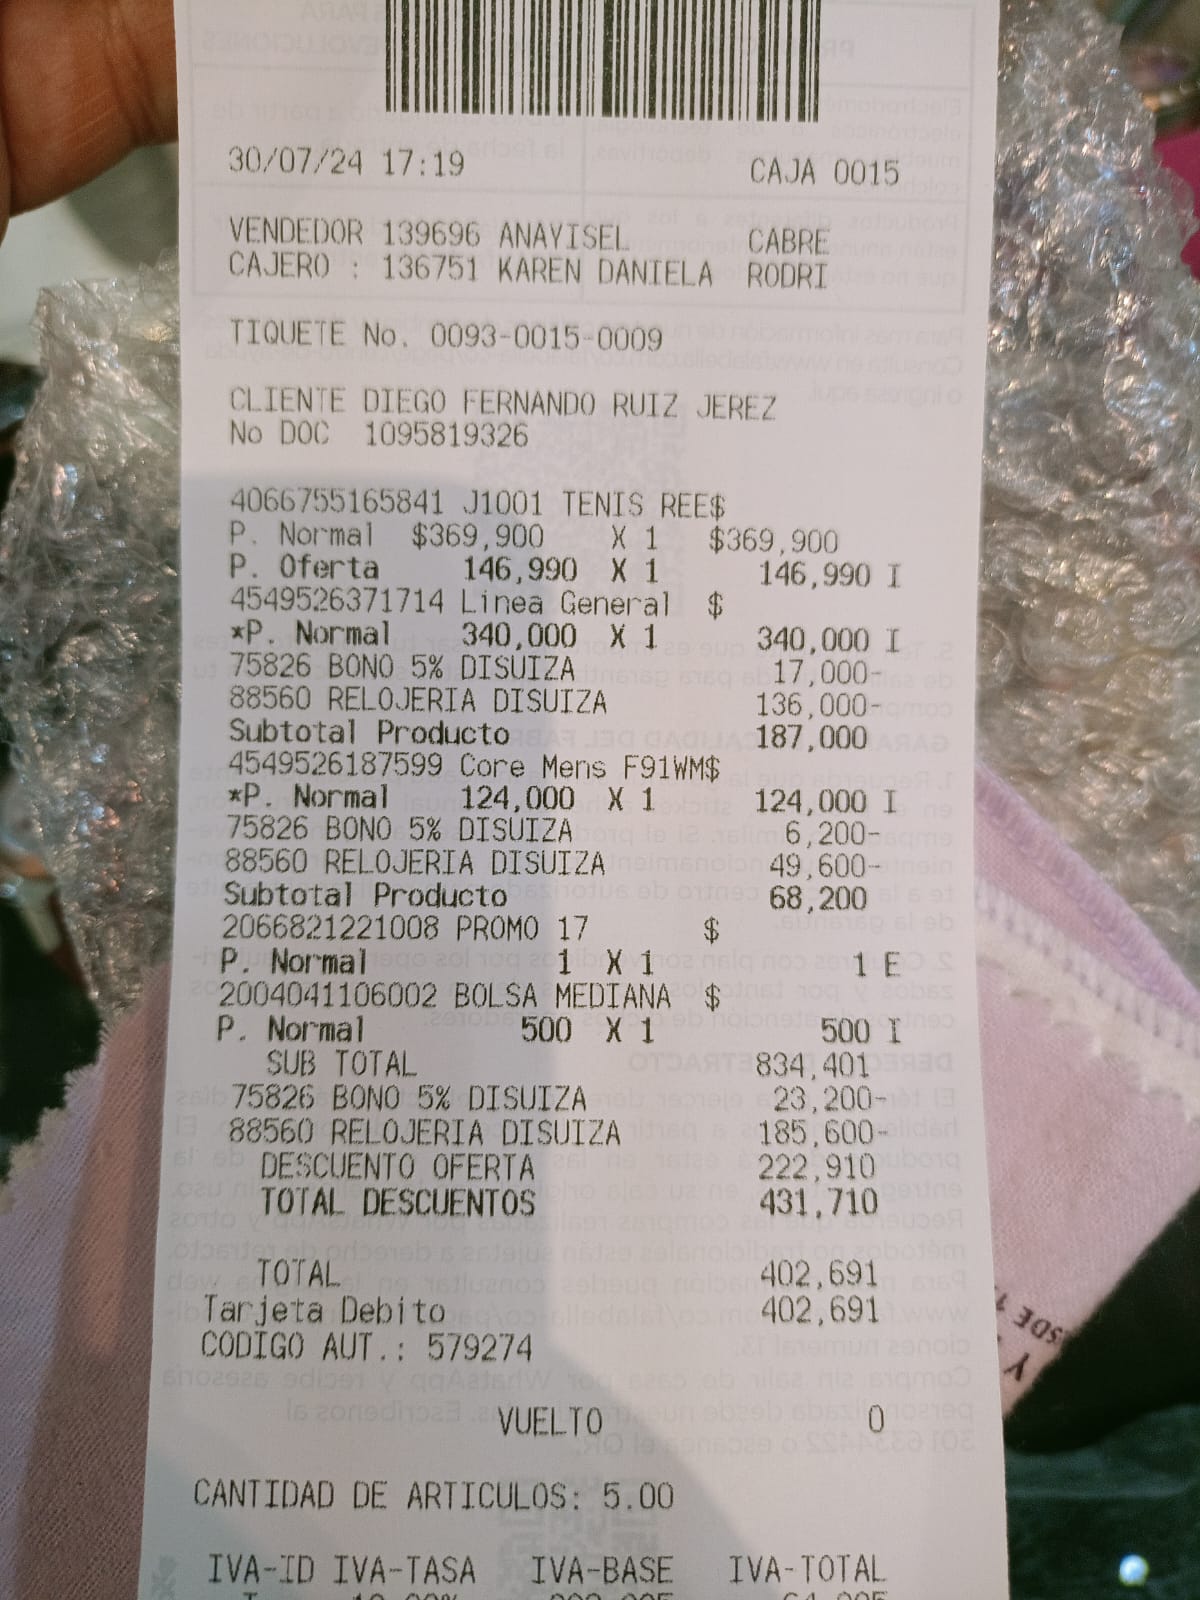 30/07/24 17:19 CAJA 0015
VENDEDOR 139696 ANAYISEL CABRE
CAJERO : 136751 KAREN DANIELA RODRI
TIQUETE No. 0093-0015-0009
CLIENTE DIEGO FERNANDO RUIZ JEREZ
No DOC 1095819326
4066755165841 J1001 TENIS REE$
P. Normal $369,900 X 1 $369,900
P. Oferta 146,990 X 1 146,990 I
4549526371714 Linea General $
*P. Normal 340,000 X 1 340,000 I
75826 BONO 5% DISUIZA 17,000-
88560 RELOJERIA DISUIZA 136,000-
Subtotal Producto 187,000
4549526187599 Core Mens F91WM$
*P. Normal 124,000 X 1 124,000 I
75826 BONO 5% DISUIZA 6,200-
88560 RELOJERIA DISUIZA 49,600-
Subtotal Producto 68,200
2066821221008 PROMO 17 $
P. Normal 1 X 1 1 E
2004041106002 BOLSA MEDIANA $
P. Normal 500 X 1 500 I
SUB TOTAL 834,401
75826 BONO 5% DISUIZA 23,200-
88560 RELOJERIA DISUIZA 185,600-
DESCUENTO OFERTA 222,910
TOTAL DESCUENTOS 431,710
TOTAL 402,691
Tarjeta Debito 402,691
CODIGO AUT.: 579274
VUELTO 0
CANTIDAD DE ARTICULOS: 5.00
IVA-ID IVA-TASA IVA-BASE IVA-TOTAL